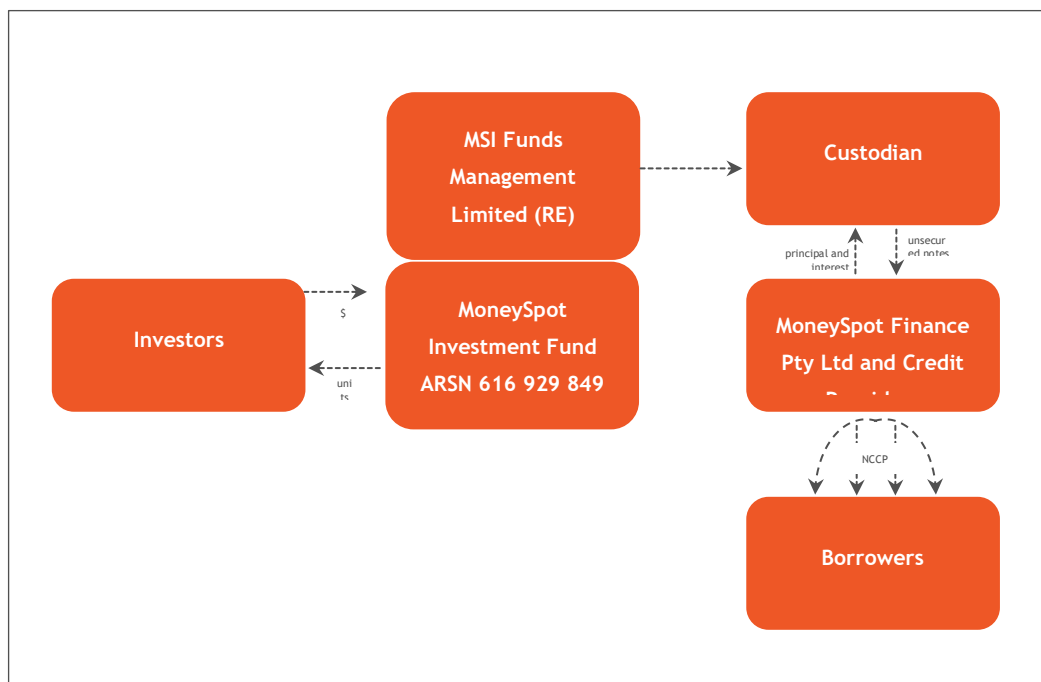 MSI Funds
Management
Limited (RE)
Custodian
principal and
interest
unsecur
ed notes
Investors
$
uni
ts
MoneySpot
Investment Fund
ARSN 616 929 849
MoneySpot Finance
Pty Ltd and Credit
NCCP
Borrowers